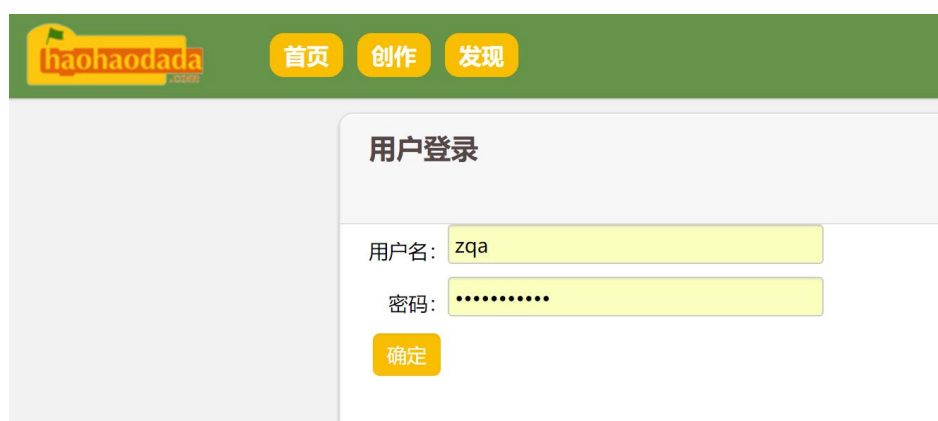 haohaodada
.com
首页 创作 发现
用户登录
用户名： zqa
密码： •••••••••••
确定